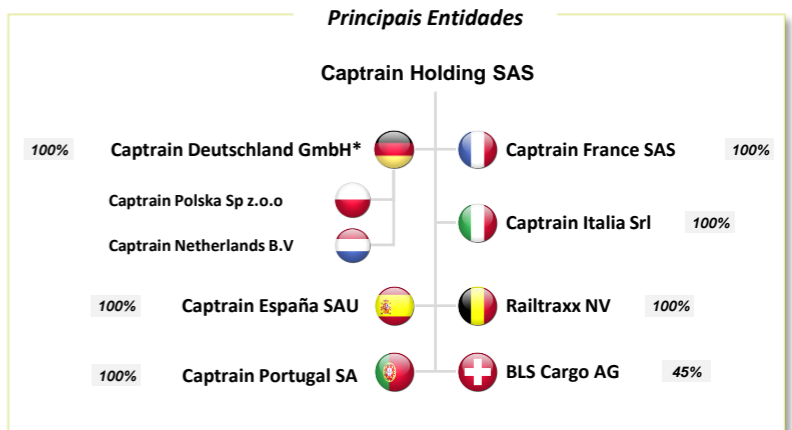 Principais Entidades
Captrain Holding SAS
100% Captrain Deutschland GmbH* Captrain France SAS 100%
Captrain Polska Sp z.o.o
Captrain Italia Srl 100%
Captrain Netherlands B.V
100% Captrain España SAU Railtraxx NV 100%
100% Captrain Portugal SA BLS Cargo AG 45%